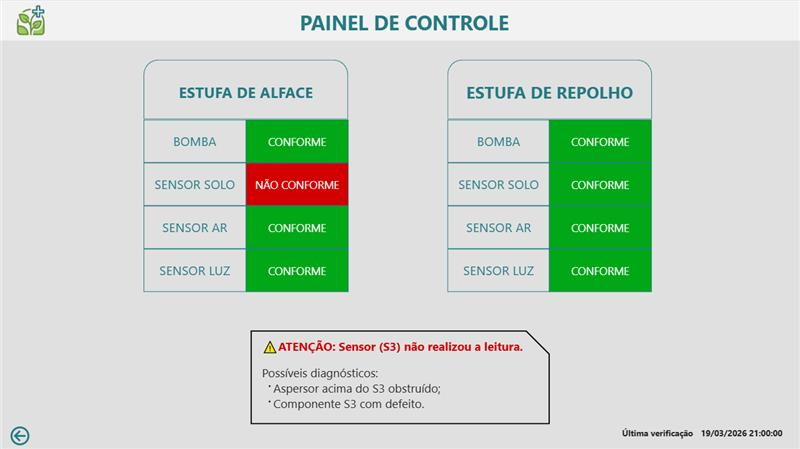 PAINEL DE CONTROLE
ESTUFA DE ALFACE
BOMBA CONFORME
SENSOR SOLO NÃO CONFORME
SENSOR AR CONFORME
SENSOR LUZ CONFORME
ESTUFA DE REPOLHO
BOMBA CONFORME
SENSOR SOLO CONFORME
SENSOR AR CONFORME
SENSOR LUZ CONFORME
ATENÇÃO: Sensor (S3) não realizou a leitura.
Possíveis diagnósticos:
· Aspersor acima do S3 obstruído;
· Componente S3 com defeito.
Última verificação 19/03/2026 21:00:00